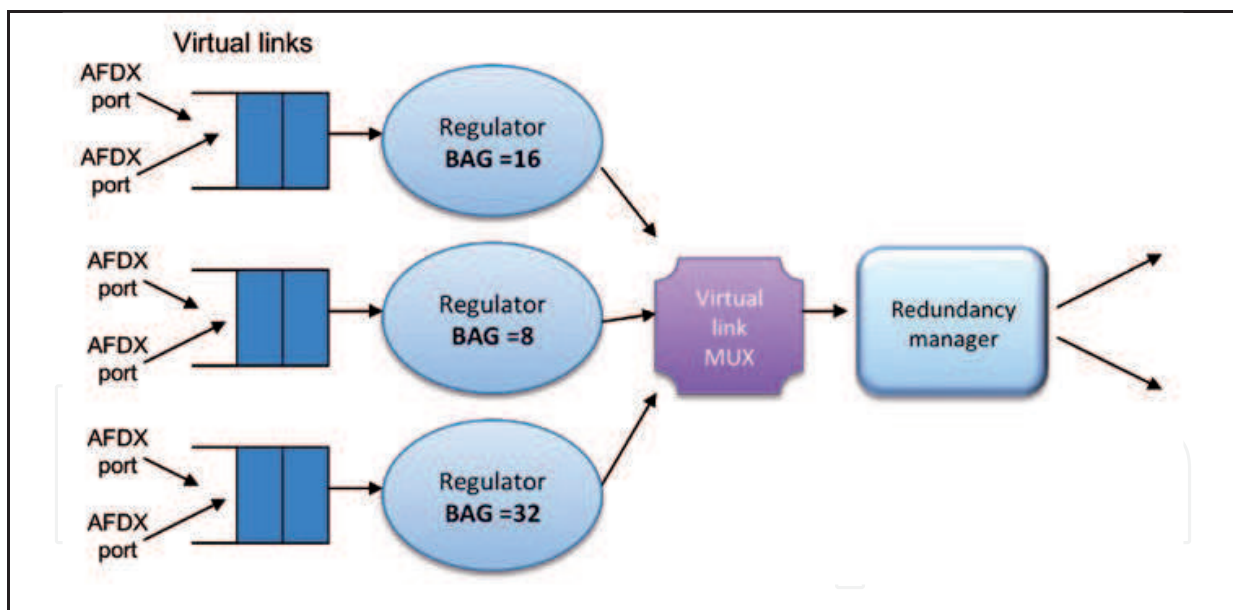 Virtual links
AFDX
port
AFDX
port
Regulator
BAG =16
AFDX
port
AFDX
port
Regulator
BAG =8
Virtual
link
MUX
Redundancy
manager
AFDX
port
AFDX
port
Regulator
BAG =32